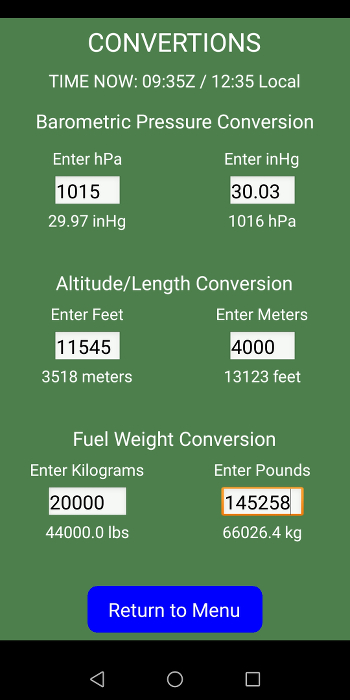 CONVERTIONS
TIME NOW: 09:35Z / 12:35 Local
Barometric Pressure Conversion
Enter hPa Enter inHg
1015 30.03
29.97 inHg 1016 hPa
Altitude/Length Conversion
Enter Feet Enter Meters
11545 4000
3518 meters 13123 feet
Fuel Weight Conversion
Enter Kilograms Enter Pounds
20000 145258
44000.0 lbs 66026.4 kg
Return to Menu